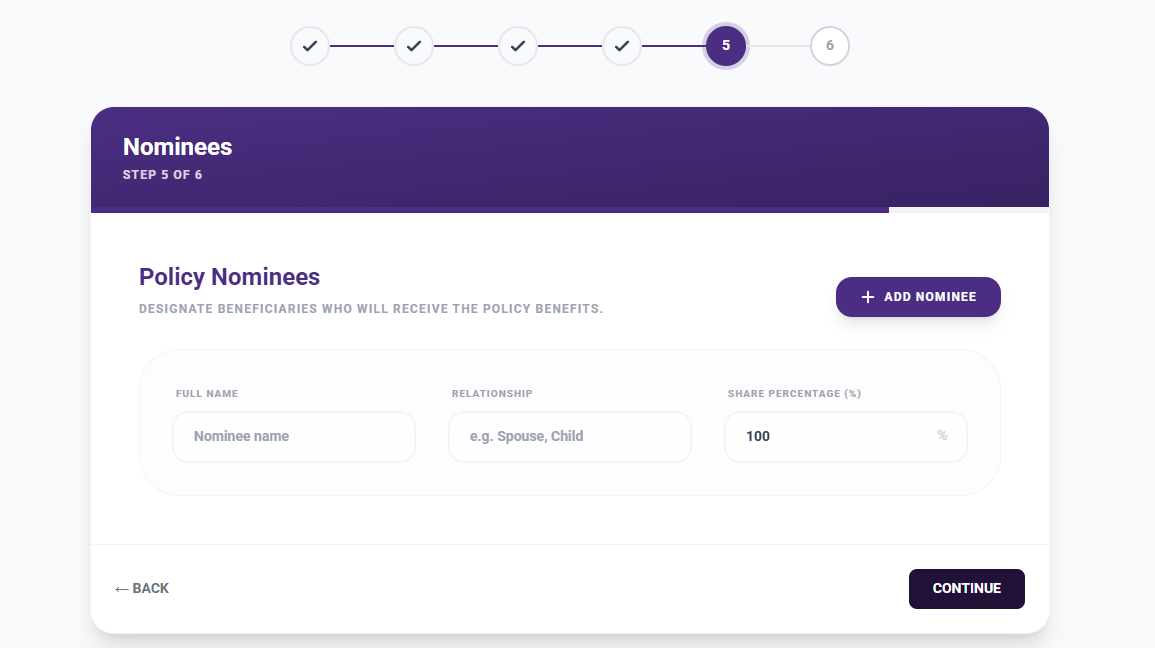 5
6
Nominees
STEP 5 OF 6
Policy Nominees
DESIGNATE BENEFICIARIES WHO WILL RECEIVE THE POLICY BENEFITS.
+ ADD NOMINEE
FULL NAME
RELATIONSHIP
SHARE PERCENTAGE (%)
Nominee name
e.g. Spouse, Child
100
%
← BACK
CONTINUE